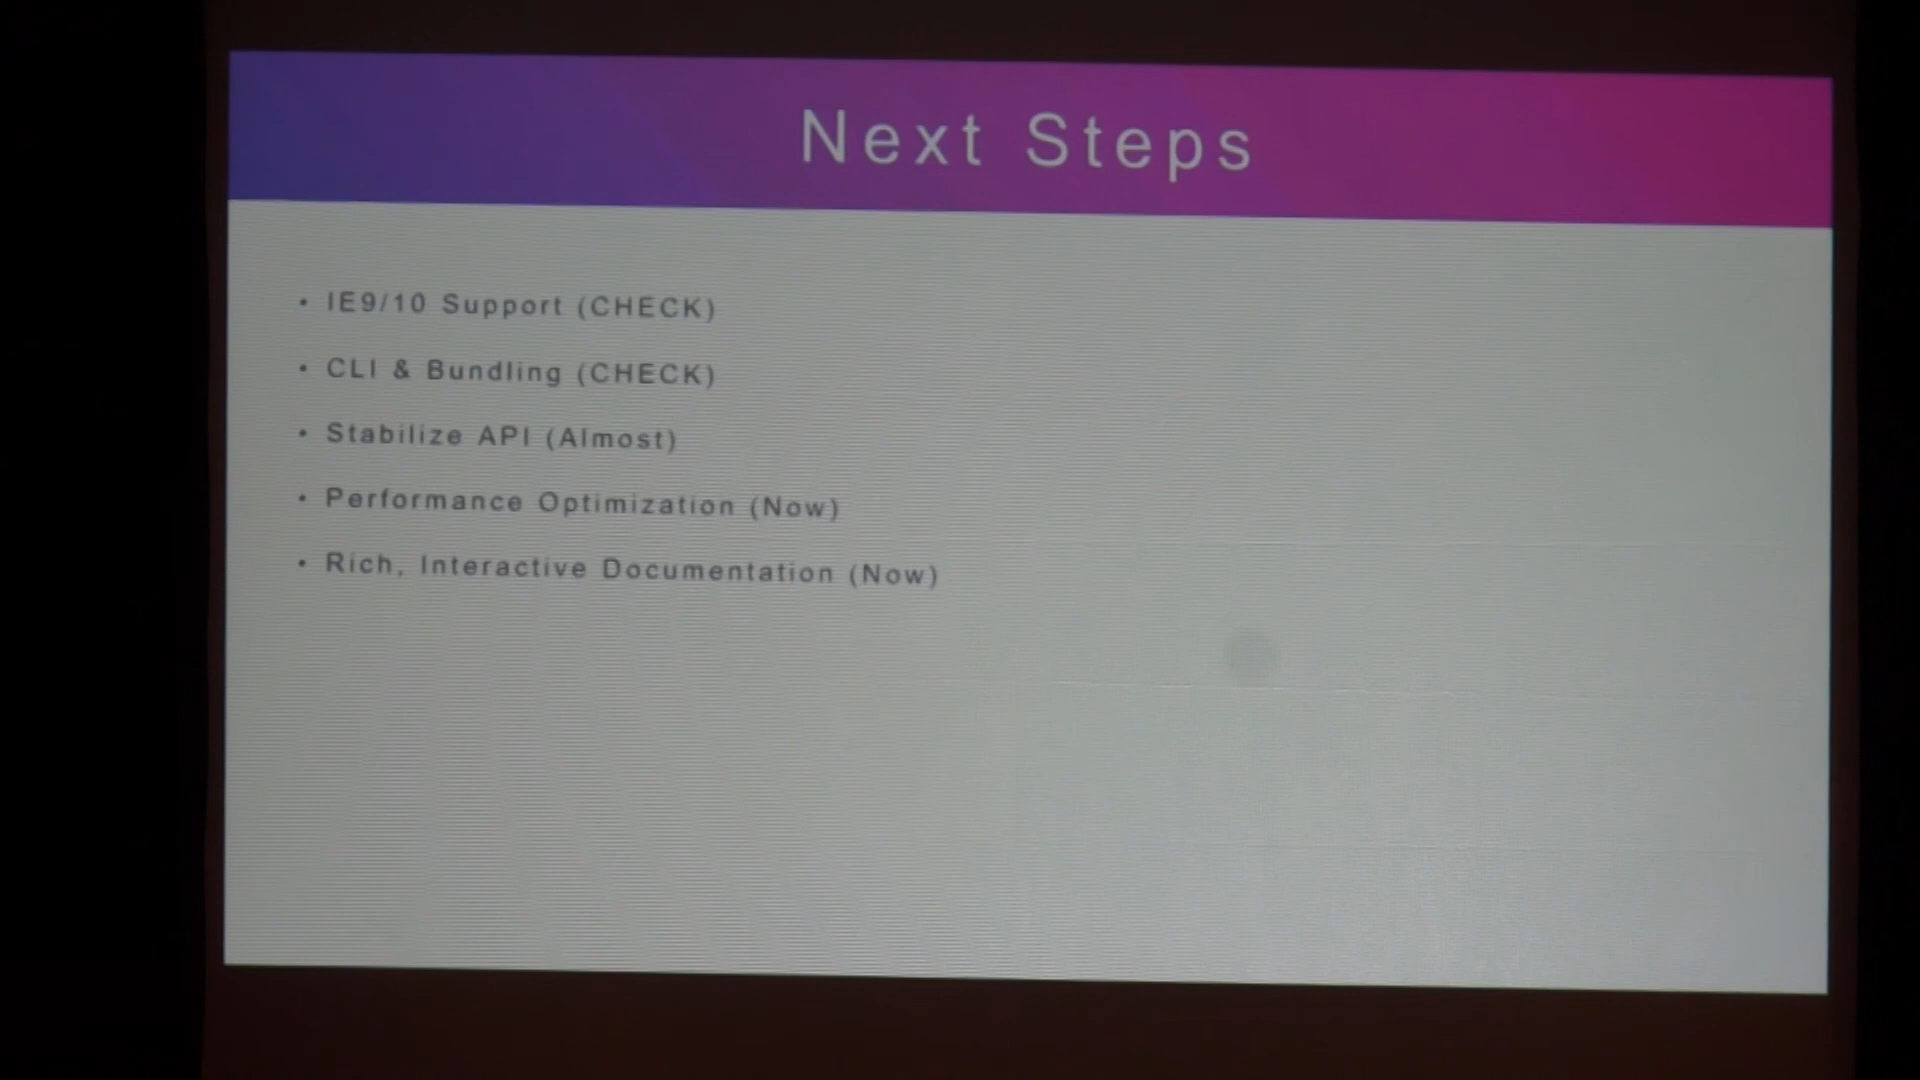 Next Steps
• IE9/10 Support (CHECK)
• CLI & Bundling (CHECK)
• Stabilize API (Almost)
• Performance Optimization (Now)
• Rich, Interactive Documentation (Now)